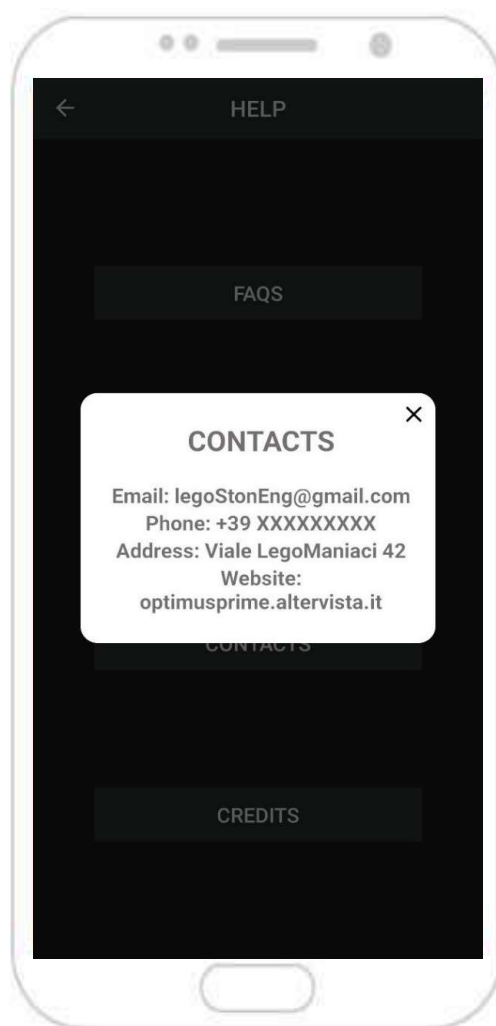 HELP
FAQS
CONTACTS
Email: legoStonEng@gmail.com
Phone: +39 XXXXXXXXX
Address: Viale LegoManiaci 42
Website:
optimusprime.altervista.it
CONTACTS
CREDITS